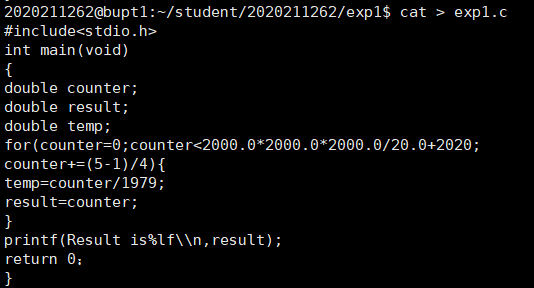 2020211262@bupt1:~/student/2020211262/exp1$ cat > exp1.c
#include<stdio.h>
int main(void)
{
double counter;
double result;
double temp;
for(counter=0;counter<2000.0*2000.0*2000.0/20.0+2020;
counter+=(5-1)/4){
temp=counter/1979;
result=counter;
}
printf(Result is%lf\\n,result);
return 0；
}